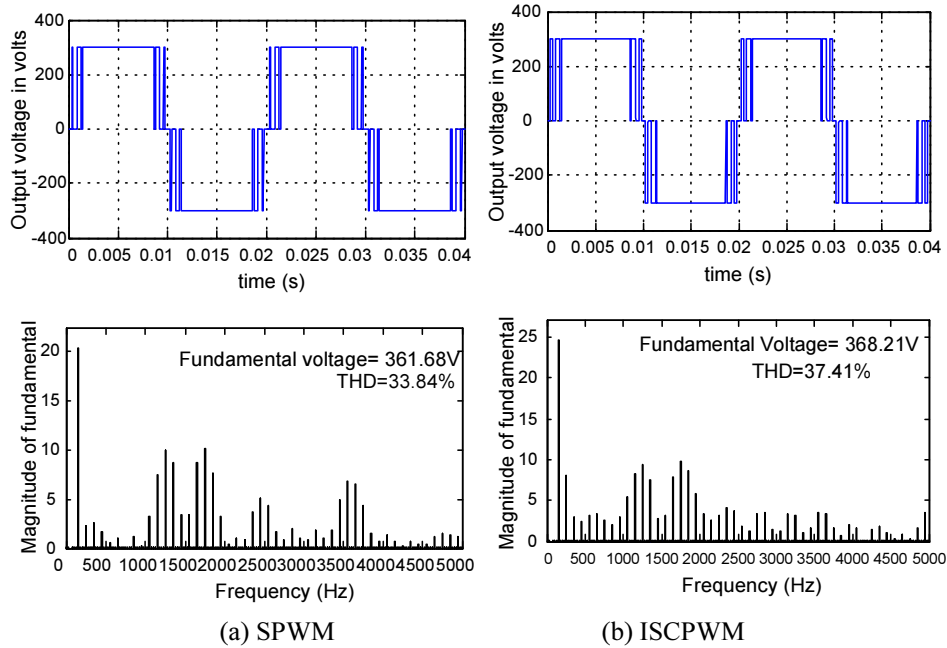 Output voltage in volts
400
200
0
-200
-400
0 0.005 0.01 0.015 0.02 0.025 0.03 0.035 0.04
time (s)
Output voltage in volts
400
200
0
-200
-400
0 0.005 0.01 0.015 0.02 0.025 0.03 0.035 0.04
time (s)
Magnitude of fundamental
20
15
10
5
0
Fundamental voltage= 361.68V
THD=33.84%
0 500 1000 1500 2000 2500 3000 3500 4000 4500 5000
Frequency (Hz)
Magnitude of fundamental
25
20
15
10
5
0
Fundamental Voltage= 368.21V
THD=37.41%
0 500 1000 1500 2000 2500 3000 3500 4000 4500 5000
Frequency (Hz)
(a) SPWM
(b) ISCPWM